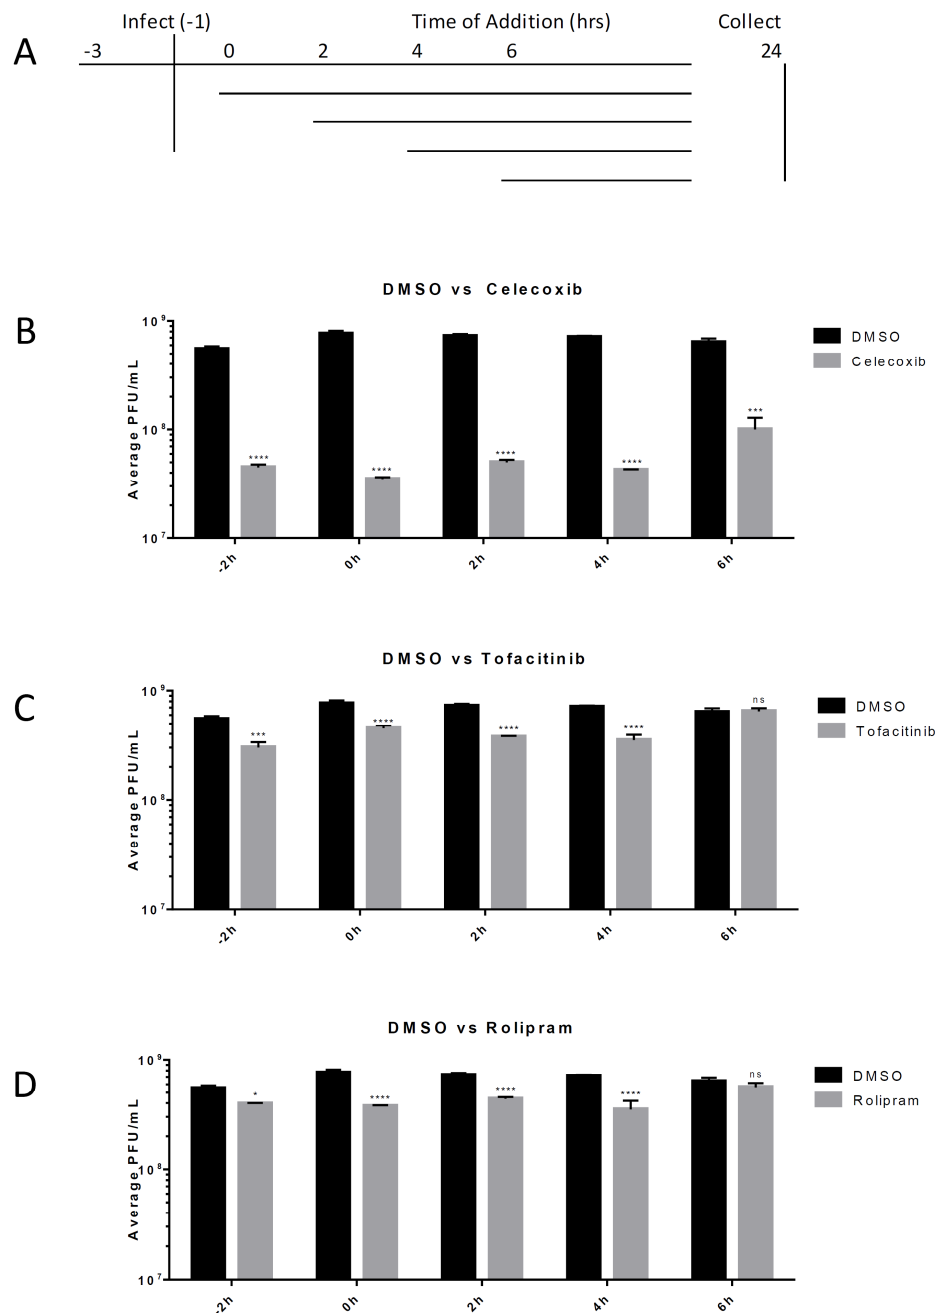 A
Infect (-1) Time of Addition (hrs) Collect
-3 0 2 4 6 24
B
DMSO vs Celecoxib
Average PFU/mL
10⁹
10⁸
10⁷
****
****
****
****
***
-2h 0h 2h 4h 6h
DMSO
Celecoxib
C
DMSO vs Tofacitinib
Average PFU/mL
10⁹
10⁸
10⁷
***
****
****
****
ns
-2h 0h 2h 4h 6h
DMSO
Tofacitinib
D
DMSO vs Rolipram
Average PFU/mL
10⁹
10⁸
10⁷
*
****
****
****
ns
-2h 0h 2h 4h 6h
DMSO
Rolipram